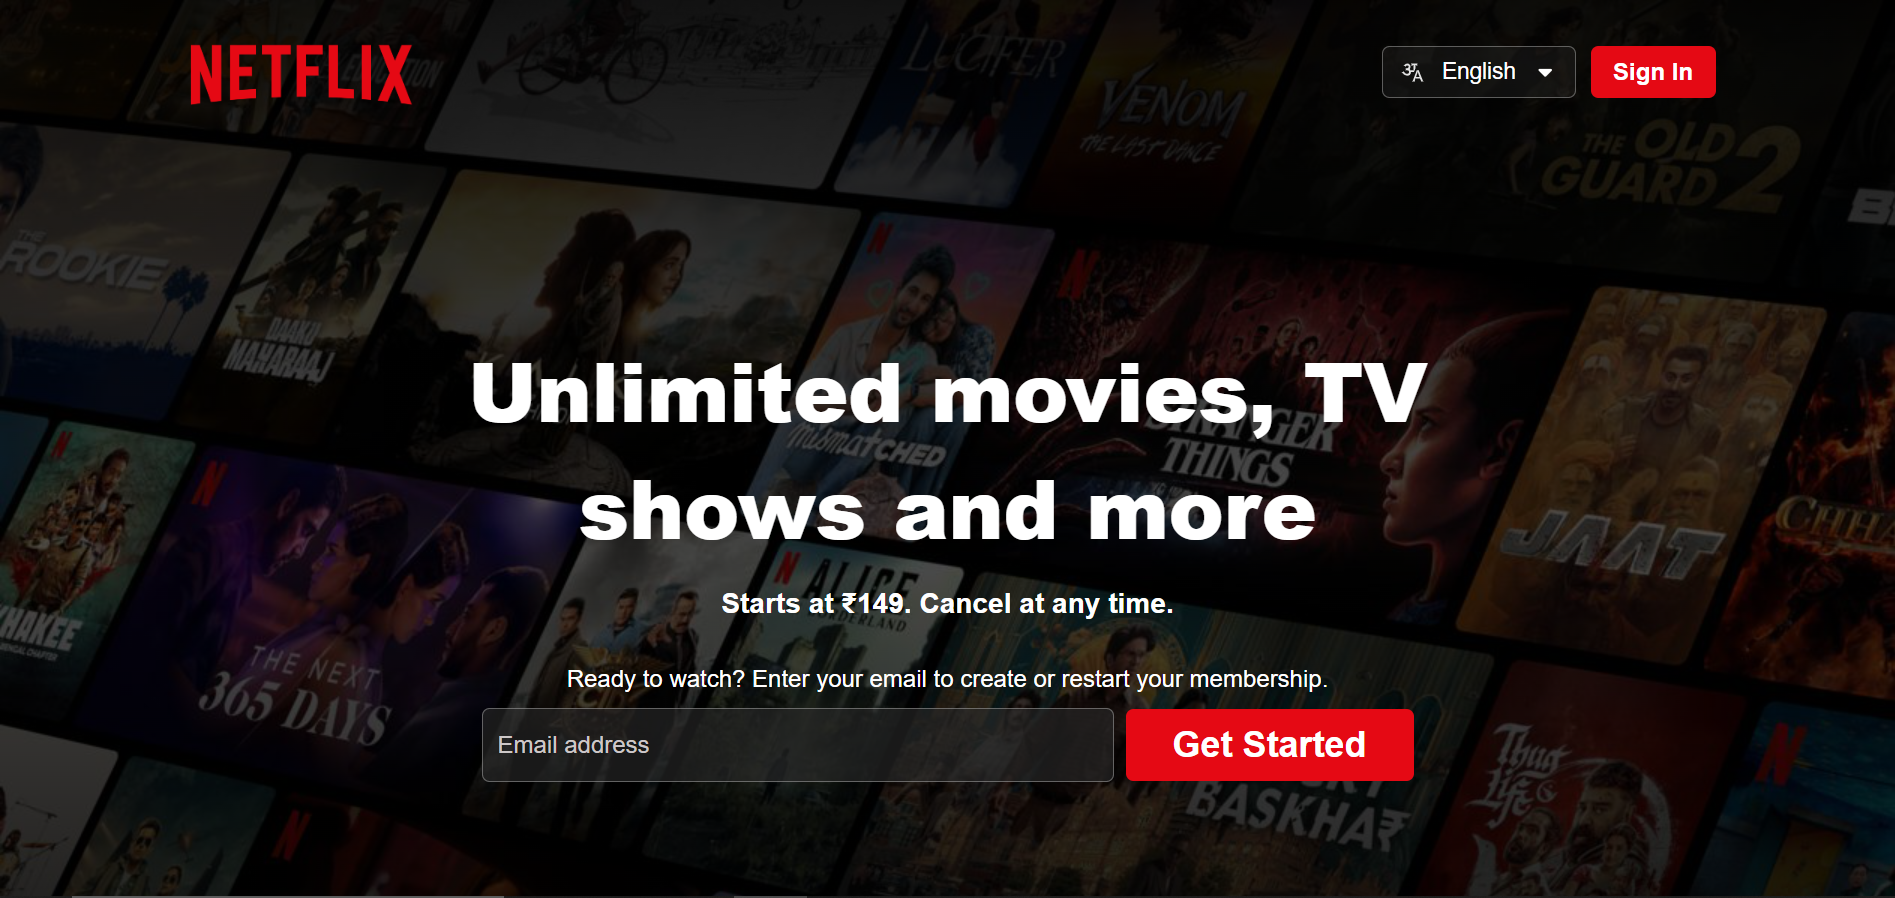 NETFLIX
English
Sign In
LUCIFER
VENOM
THE LAST DANCE
THE OLD
GUARD 2
THE
ROOKIE
DAAKU
MAHARAAJ
Unlimited movies, TV
shows and more
mismatched
STRANGER
THINGS
JAAT
Starts at ₹149. Cancel at any time.
ALICE
BORDERLAND
KHAKEE
BENGAL CHAPTER
THE NEXT
365 DAYS
Ready to watch? Enter your email to create or restart your membership.
Email address
Get Started
BASKHA₹
Thug
Life